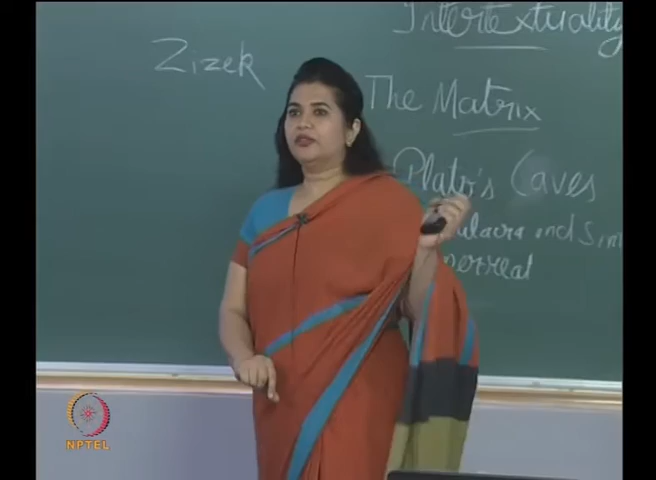 Intertextuality
Zizek
The Matrix
Plato's Caves
and Sim
NPTEL